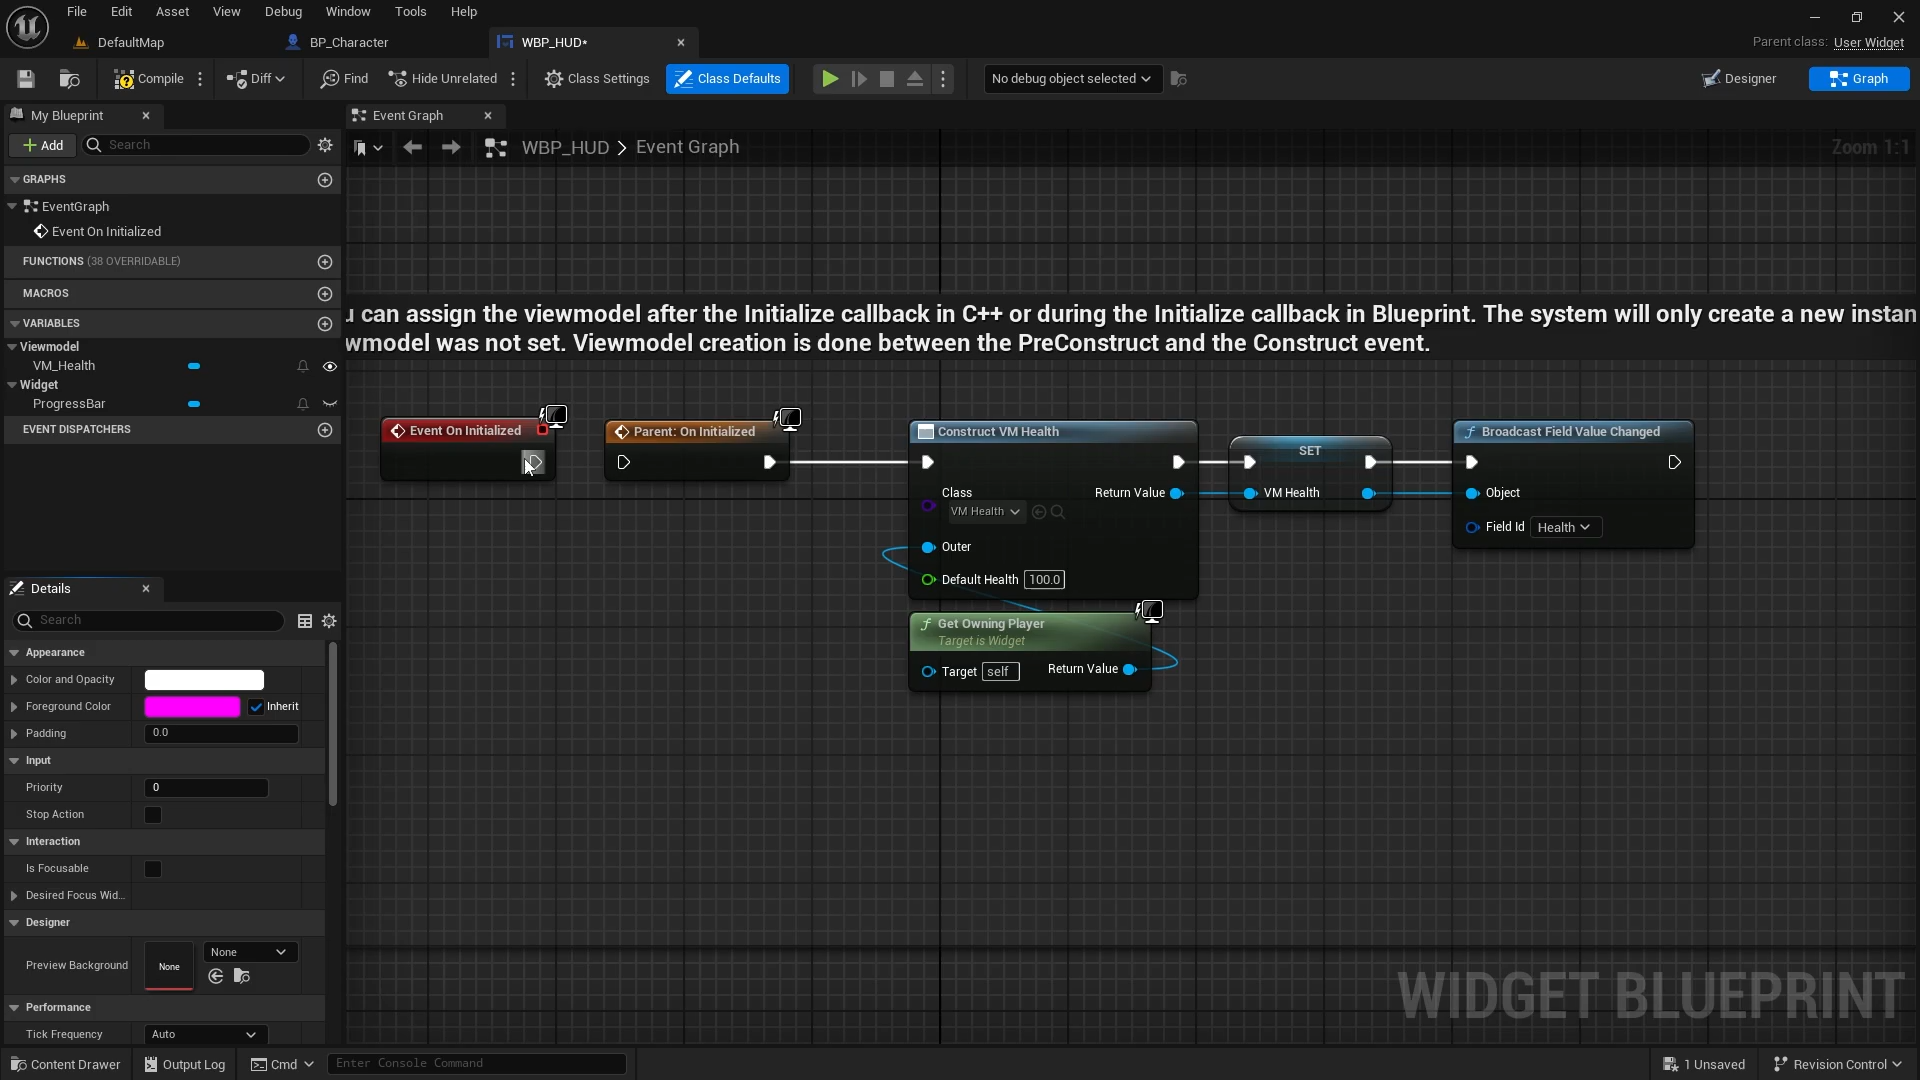 File Edit Asset View Debug Window Tools Help
DefaultMap BP_Character WBP_HUD*
Parent class: User Widget
Compile Diff Find Hide Unrelated Class Settings Class Defaults No debug object selected Designer Graph
My Blueprint
Event Graph
Add Search
WBP_HUD > Event Graph
Zoom 1:1
GRAPHS
EventGraph
Event On Initialized
FUNCTIONS (38 OVERRIDABLE)
MACROS
VARIABLES
Viewmodel
VM_Health
Widget
ProgressBar
EVENT DISPATCHERS
u can assign the viewmodel after the Initialize callback in C++ or during the Initialize callback in Blueprint. The system will only create a new instan
wmodel was not set. Viewmodel creation is done between the PreConstruct and the Construct event.
Event On Initialized
Parent: On Initialized
Construct VM Health
Class
VM Health
Return Value
Outer
Default Health 100.0
SET
VM Health
Broadcast Field Value Changed
Object
Field Id Health
Get Owning Player
Target is Widget
Target self Return Value
Details
Search
Appearance
Color and Opacity
Foreground Color Inherit
Padding 0.0
Input
Priority 0
Stop Action
Interaction
Is Focusable
Desired Focus Wid...
Designer
Preview Background None None
Performance
Tick Frequency Auto
WIDGET BLUEPRINT
Content Drawer Output Log Cmd Enter Console Command 1 Unsaved Revision Control